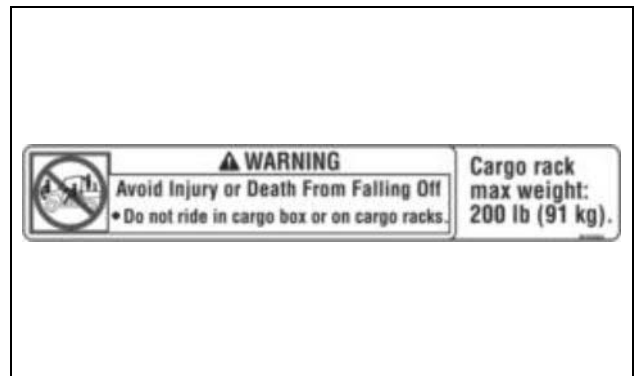 WARNING
Avoid Injury or Death From Falling Off
• Do not ride in cargo box or on cargo racks.
Cargo rack
max weight:
200 lb (91 kg).